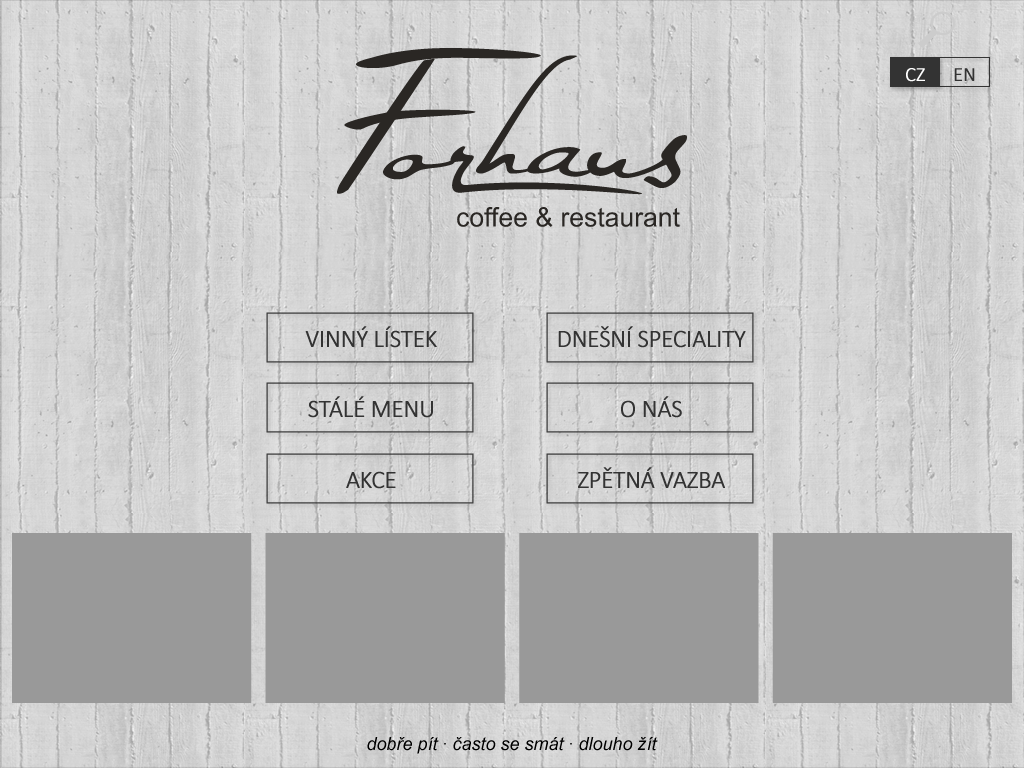 Forhaus
coffee & restaurant
CZ EN
VINNÝ LÍSTEK
DNEŠNÍ SPECIALITY
STÁLÉ MENU
O NÁS
AKCE
ZPĚTNÁ VAZBA
dobře pít · často se smát · dlouho žít